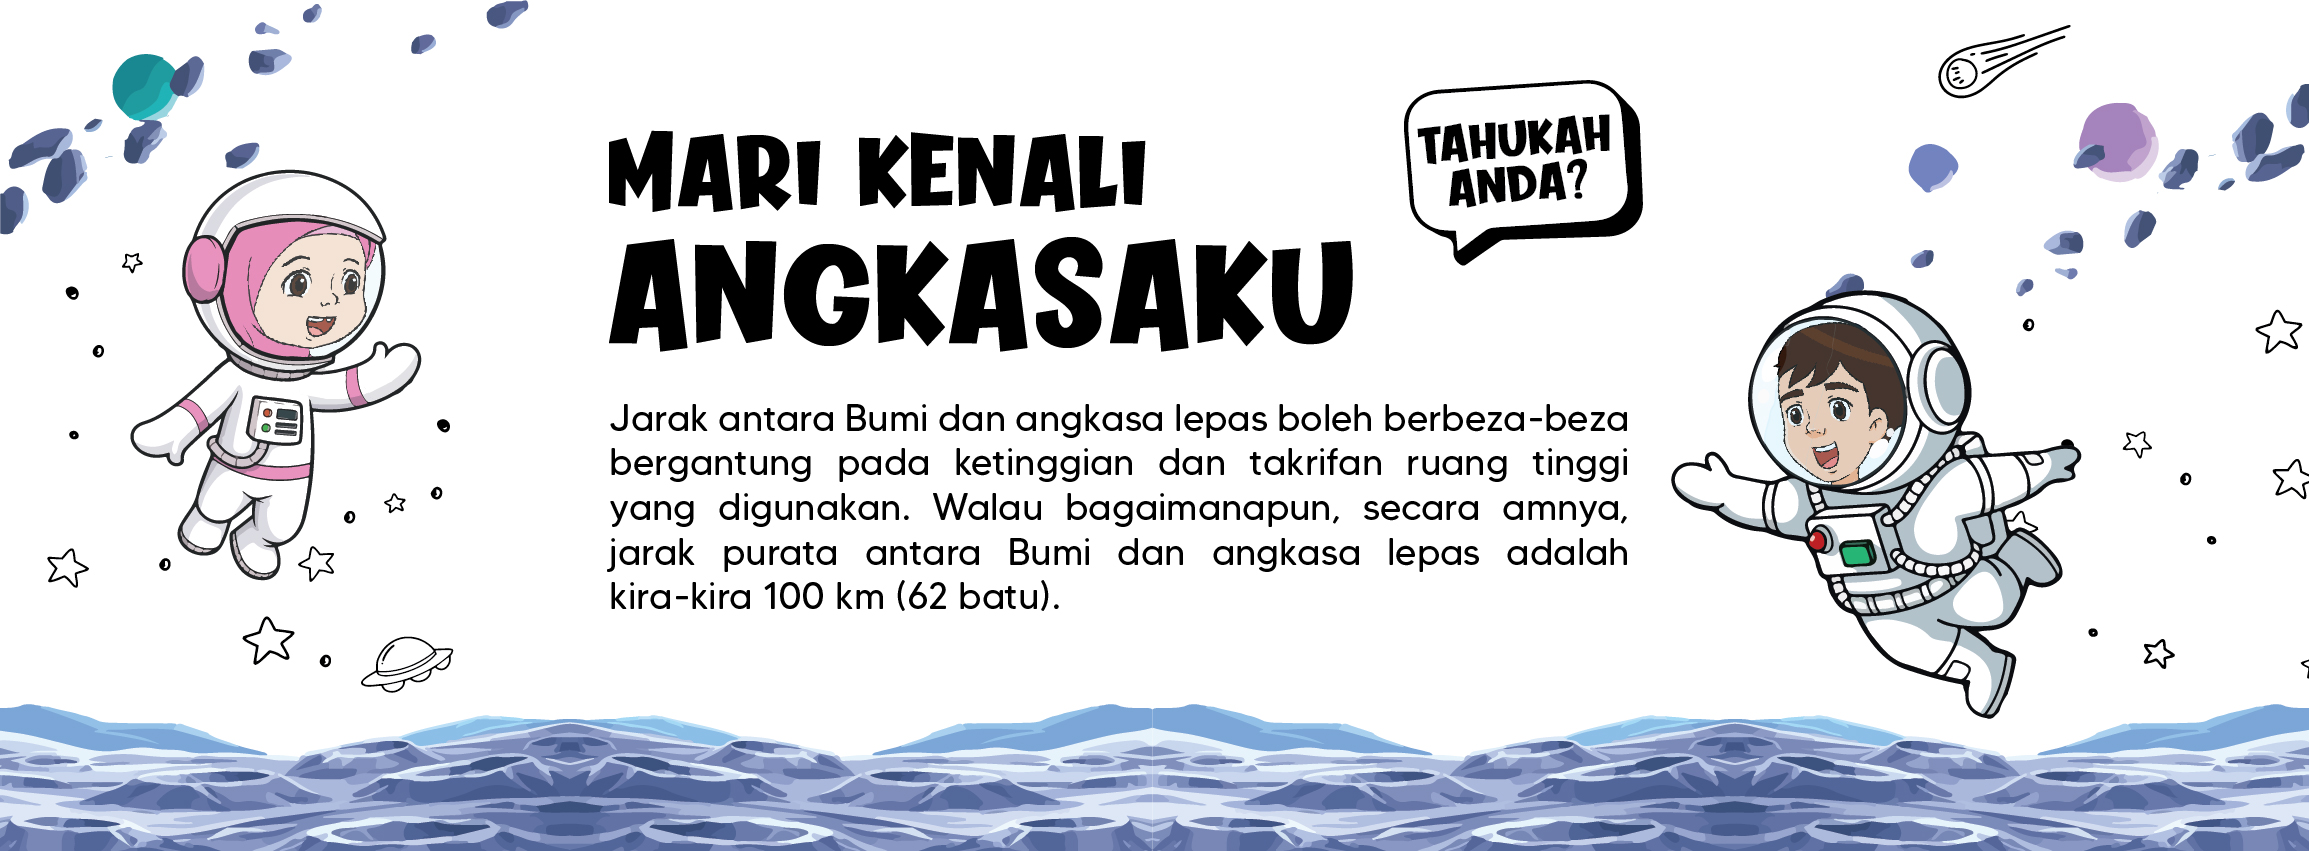 MARI KENALI
ANGKASAKU
TAHUKAH
ANDA?
Jarak antara Bumi dan angkasa lepas boleh berbeza-beza
bergantung pada ketinggian dan takrifan ruang tinggi
yang digunakan. Walau bagaimanapun, secara amnya,
jarak purata antara Bumi dan angkasa lepas adalah
kira-kira 100 km (62 batu).